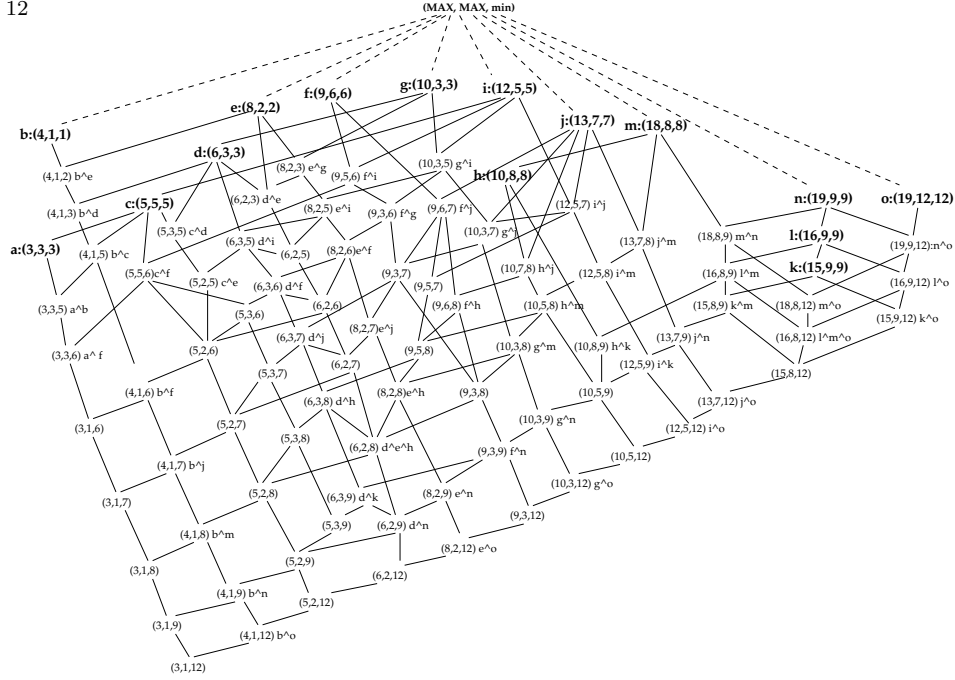 12
(MAX, MAX, min)
g:(10,3,3)
i:(12,5,5)
f:(9,6,6)
e:(8,2,2)
j:(13,7,7)
m:(18,8,8)
b:(4,1,1)
d:(6,3,3)
(8,2,3) e^g
(10,3,5) g^i
(4,1,2) b^e
(9,5,6) f^i
h:(10,8,8)
(6,2,3) d^e
n:(19,9,9)
o:(19,12,12)
c:(5,5,5)
(4,1,3) b^d
(8,2,5) e^i
(9,3,6) f^g
(9,6,7) f^j
(12,5,7) i^j
(5,3,5) c^d
(10,3,7) g^j
(18,8,9) m^n
l:(16,9,9)
a:(3,3,3)
(4,1,5) b^c
(6,3,5) d^i
(6,2,5)
(8,2,6)e^f
(13,7,8) j^m
(19,9,12):n^o
(5,5,6)c^f
(5,2,5) c^e
(9,3,7)
(10,7,8) h^j
(12,5,8) i^m
(16,8,9) l^m
k:(15,9,9)
(6,3,6) d^f
(9,5,7)
(16,9,12) l^o
(3,3,5) a^b
(5,3,6)
(6,2,6)
(9,6,8) f^h
(10,5,8) h^m
(15,8,9) k^m
(18,8,12) m^o
(15,9,12) k^o
(8,2,7)e^j
(6,3,7) d^j
(13,7,9) j^n
(16,8,12) l^m^o
(3,3,6) a^ f
(5,2,6)
(9,5,8)
(10,3,8) g^m
(10,8,9) h^k
(6,2,7)
(12,5,9) i^k
(5,3,7)
(15,8,12)
(4,1,6) b^f
(8,2,8)e^h
(9,3,8)
(10,5,9)
(6,3,8) d^h
(13,7,12) j^o
(5,2,7)
(10,3,9) g^n
(3,1,6)
(12,5,12) i^o
(5,3,8)
(6,2,8) d^e^h
(9,3,9) f^n
(10,5,12)
(4,1,7) b^j
(10,3,12) g^o
(5,2,8)
(6,3,9) d^k
(8,2,9) e^n
(3,1,7)
(9,3,12)
(5,3,9)
(6,2,9) d^n
(4,1,8) b^m
(8,2,12) e^o
(5,2,9)
(3,1,8)
(6,2,12)
(4,1,9) b^n
(5,2,12)
(3,1,9)
(4,1,12) b^o
(3,1,12)